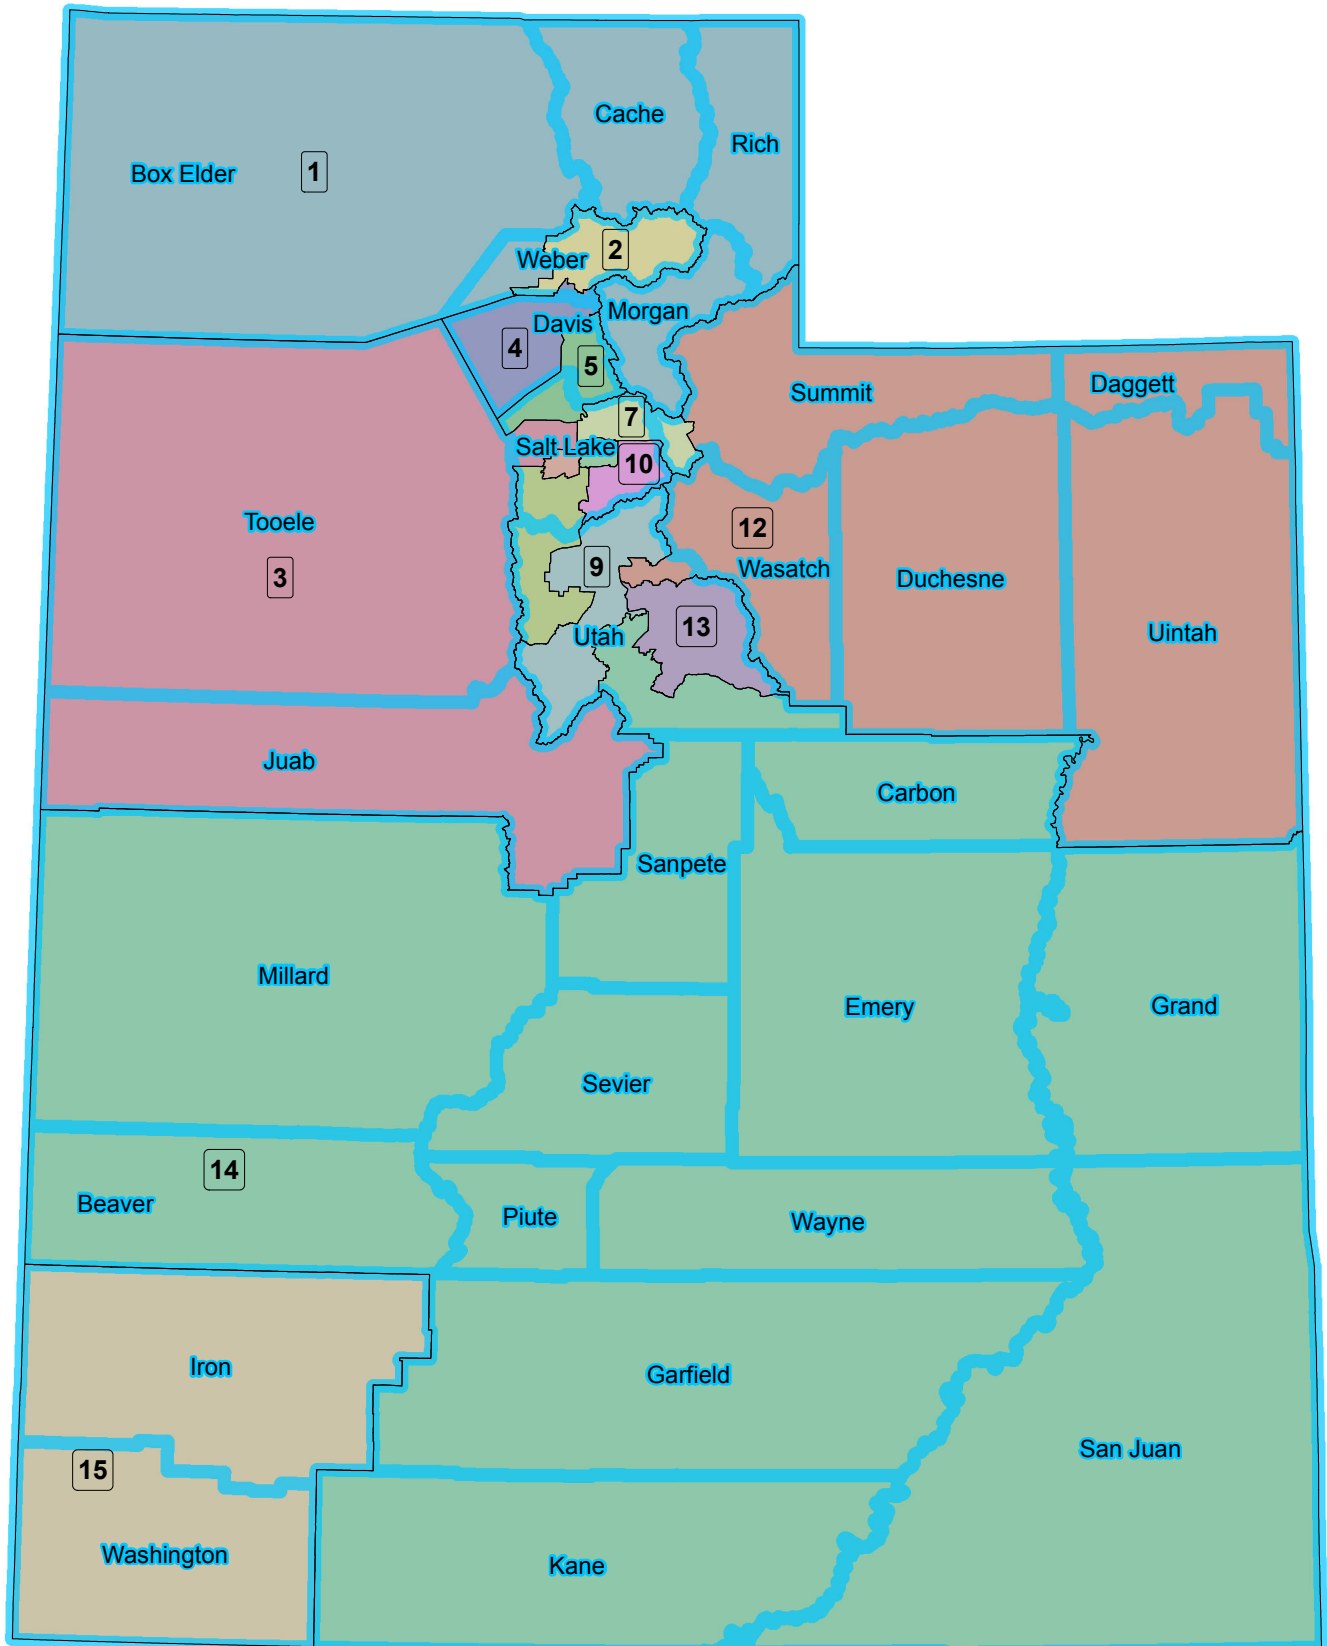 Cache
Rich
Box Elder
1
2
Weber
Morgan
Davis
4
5
Summit
Daggett
7
Salt Lake
10
Tooele
3
12
9
Wasatch
Duchesne
13
Utah
Uintah
Juab
Carbon
Sanpete
Millard
Emery
Grand
Sevier
14
Beaver
Piute
Wayne
Iron
Garfield
San Juan
15
Washington
Kane